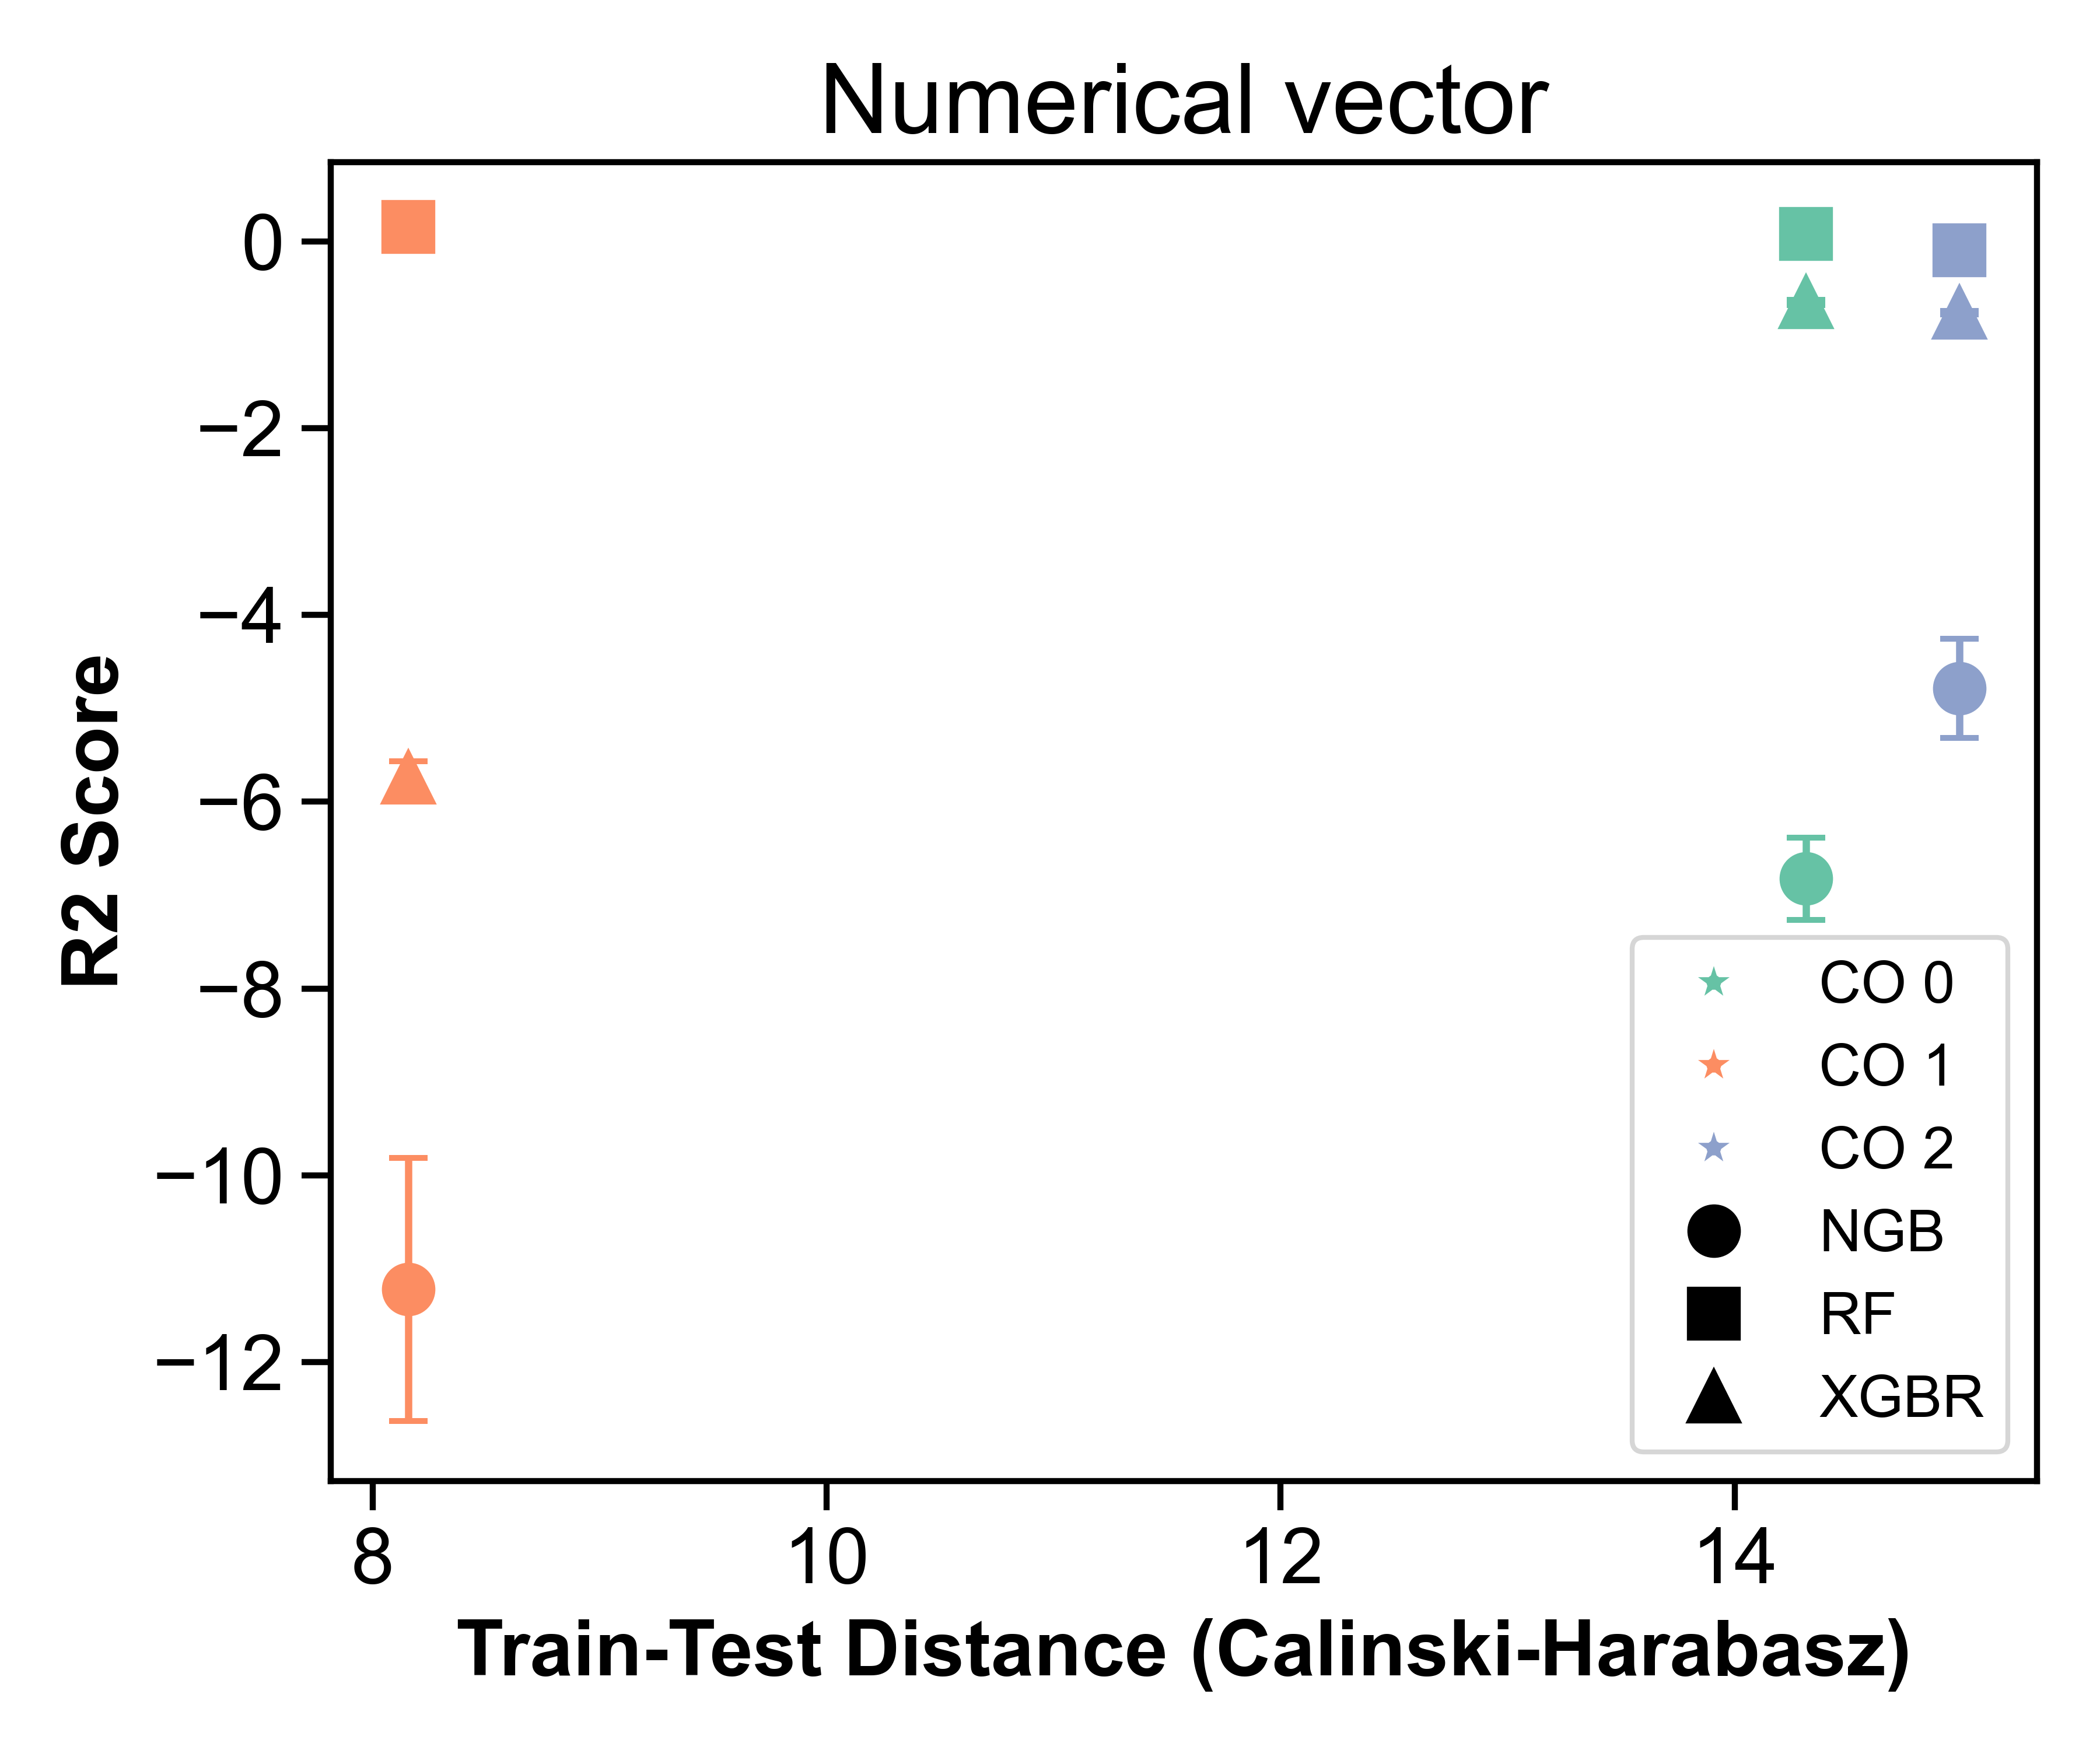 Numerical vector
0
−2
−4
−6
−8
−10
−12
R2 Score
CO 0
CO 1
CO 2
NGB
RF
XGBR
8 10 12 14
Train-Test Distance (Calinski-Harabasz)